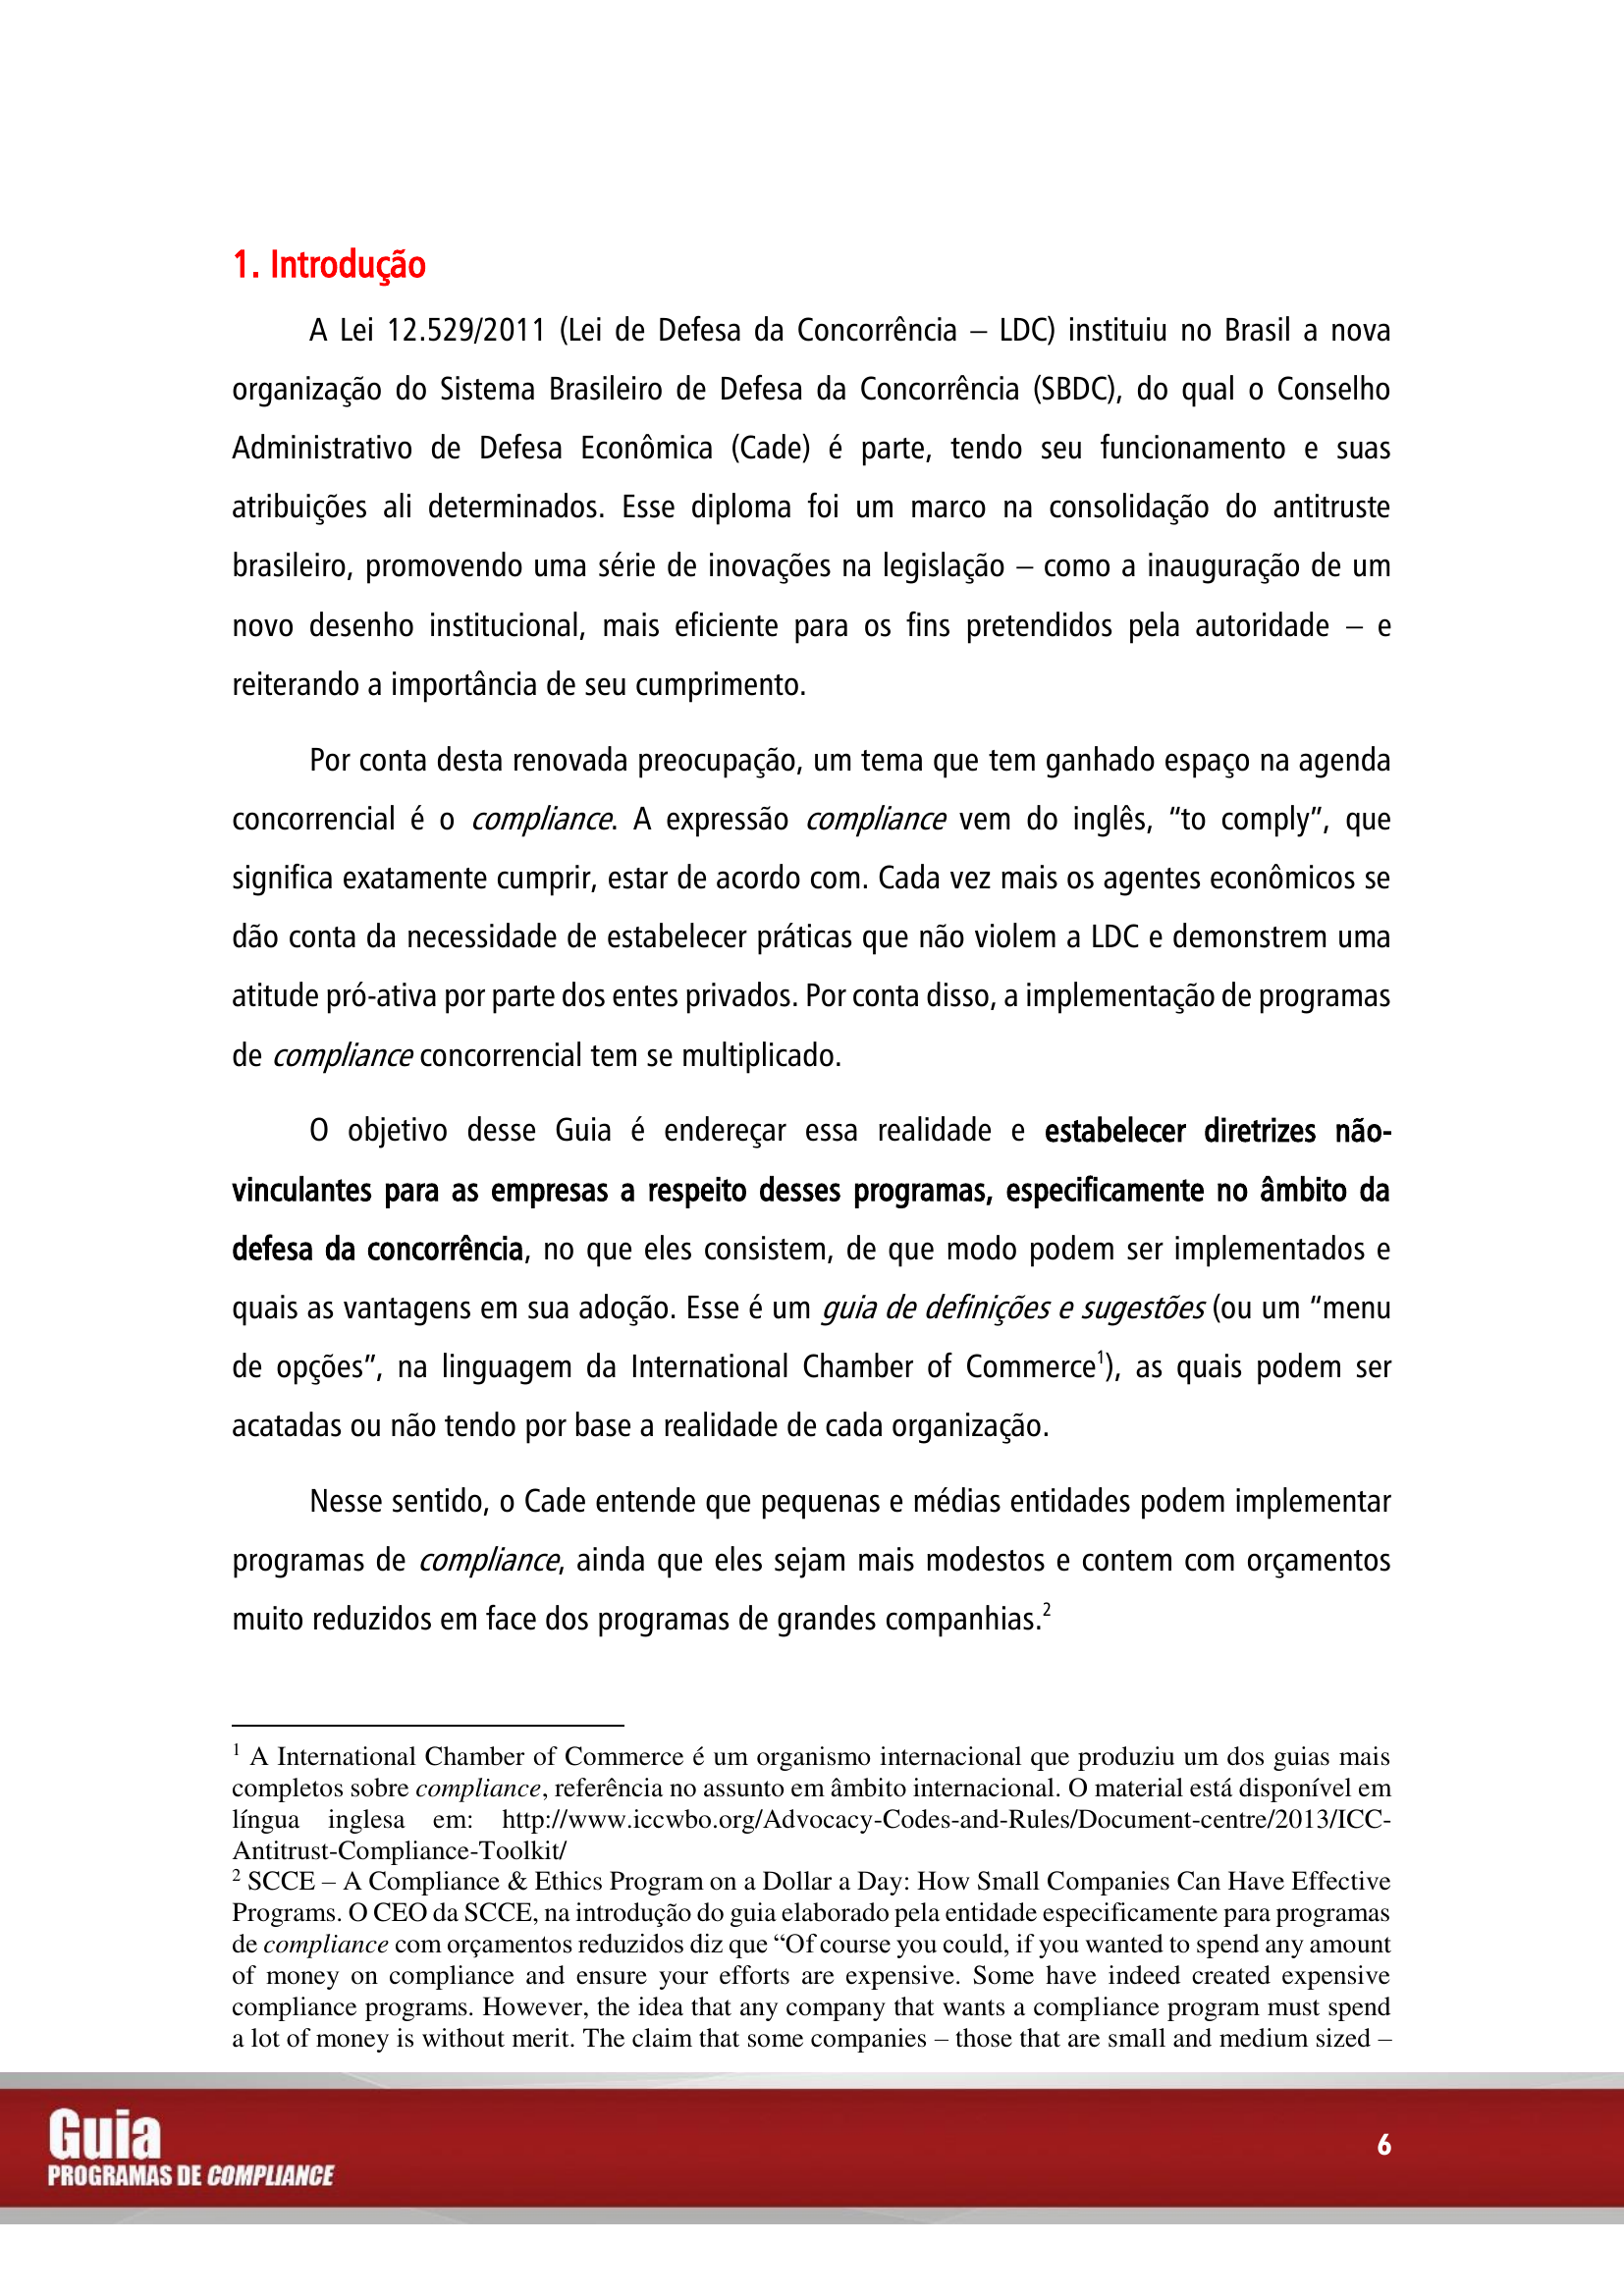 1. Introdução
A Lei 12.529/2011 (Lei de Defesa da Concorrência – LDC) instituiu no Brasil a nova
organização do Sistema Brasileiro de Defesa da Concorrência (SBDC), do qual o Conselho
Administrativo de Defesa Econômica (Cade) é parte, tendo seu funcionamento e suas
atribuições ali determinados. Esse diploma foi um marco na consolidação do antitruste
brasileiro, promovendo uma série de inovações na legislação – como a inauguração de um
novo desenho institucional, mais eficiente para os fins pretendidos pela autoridade – e
reiterando a importância de seu cumprimento.
Por conta desta renovada preocupação, um tema que tem ganhado espaço na agenda
concorrencial é o compliance. A expressão compliance vem do inglês, “to comply”, que
significa exatamente cumprir, estar de acordo com. Cada vez mais os agentes econômicos se
dão conta da necessidade de estabelecer práticas que não violem a LDC e demonstrem uma
atitude pró-ativa por parte dos entes privados. Por conta disso, a implementação de programas
de compliance concorrencial tem se multiplicado.
O objetivo desse Guia é endereçar essa realidade e estabelecer diretrizes não-
vinculantes para as empresas a respeito desses programas, especificamente no âmbito da
defesa da concorrência, no que eles consistem, de que modo podem ser implementados e
quais as vantagens em sua adoção. Esse é um guia de definições e sugestões (ou um “menu
de opções”, na linguagem da International Chamber of Commerce1), as quais podem ser
acatadas ou não tendo por base a realidade de cada organização.
Nesse sentido, o Cade entende que pequenas e médias entidades podem implementar
programas de compliance, ainda que eles sejam mais modestos e contem com orçamentos
muito reduzidos em face dos programas de grandes companhias.2
1 A International Chamber of Commerce é um organismo internacional que produziu um dos guias mais
completos sobre compliance, referência no assunto em âmbito internacional. O material está disponível em
língua inglesa em: http://www.iccwbo.org/Advocacy-Codes-and-Rules/Document-centre/2013/ICC-
Antitrust-Compliance-Toolkit/
2 SCCE – A Compliance & Ethics Program on a Dollar a Day: How Small Companies Can Have Effective
Programs. O CEO da SCCE, na introdução do guia elaborado pela entidade especificamente para programas
de compliance com orçamentos reduzidos diz que “Of course you could, if you wanted to spend any amount
of money on compliance and ensure your efforts are expensive. Some have indeed created expensive
compliance programs. However, the idea that any company that wants a compliance program must spend
a lot of money is without merit. The claim that some companies – those that are small and medium sized –
Guia
PROGRAMAS DE COMPLIANCE
6